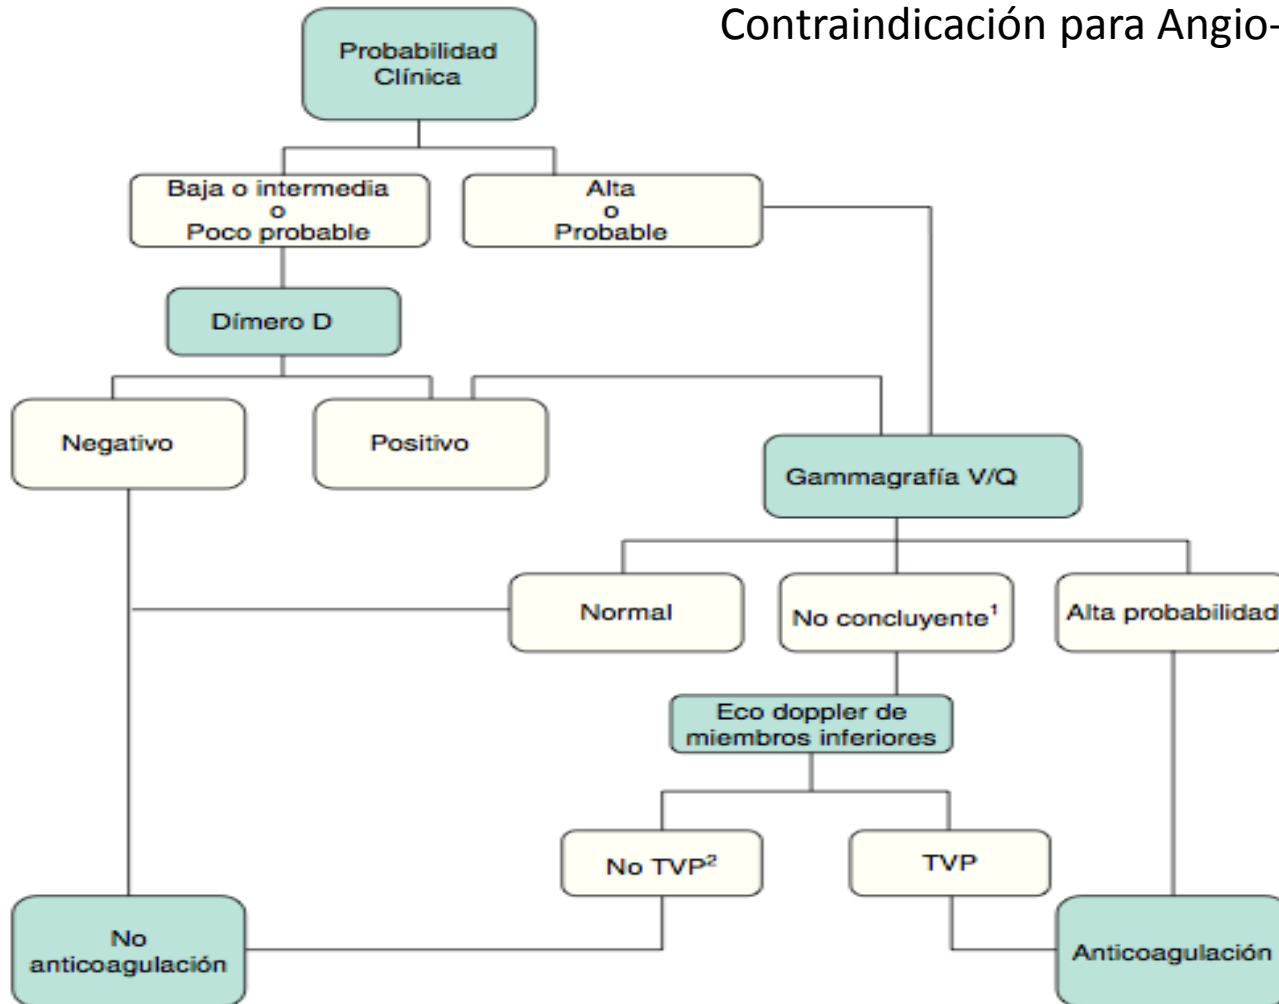 Contraindicación para Angio-
Probabilidad
Clínica
Baja o intermedia
o
Poco probable
Alta
o
Probable
Dímero D
Negativo
Positivo
Gammagrafía V/Q
Normal
No concluyente¹
Alta probabilidad
Eco doppler de
miembros inferiores
No TVP²
TVP
No
anticoagulación
Anticoagulación